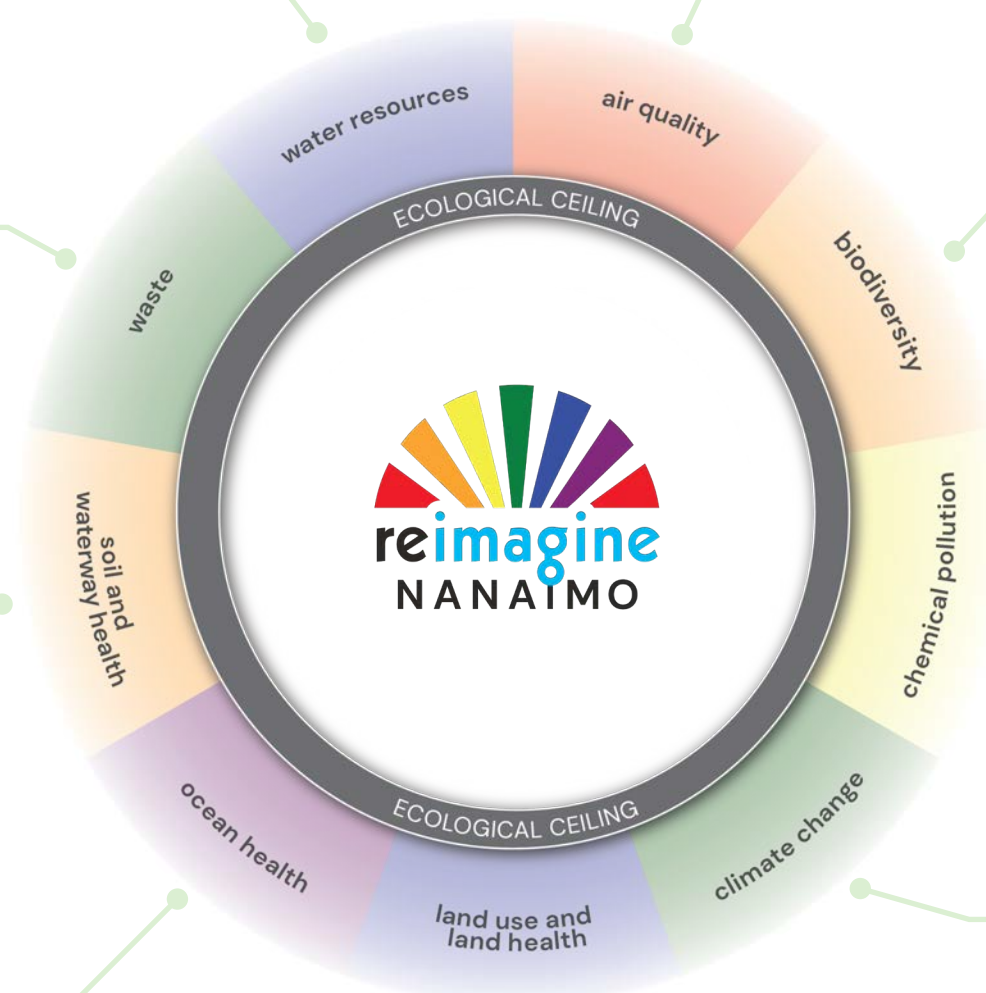 water resources
air quality
ECOLOGICAL CEILING
waste
biodiversity
reimagine
NANAIMO
soil and
waterway health
chemical pollution
ECOLOGICAL CEILING
ocean health
climate change
land use and
land health